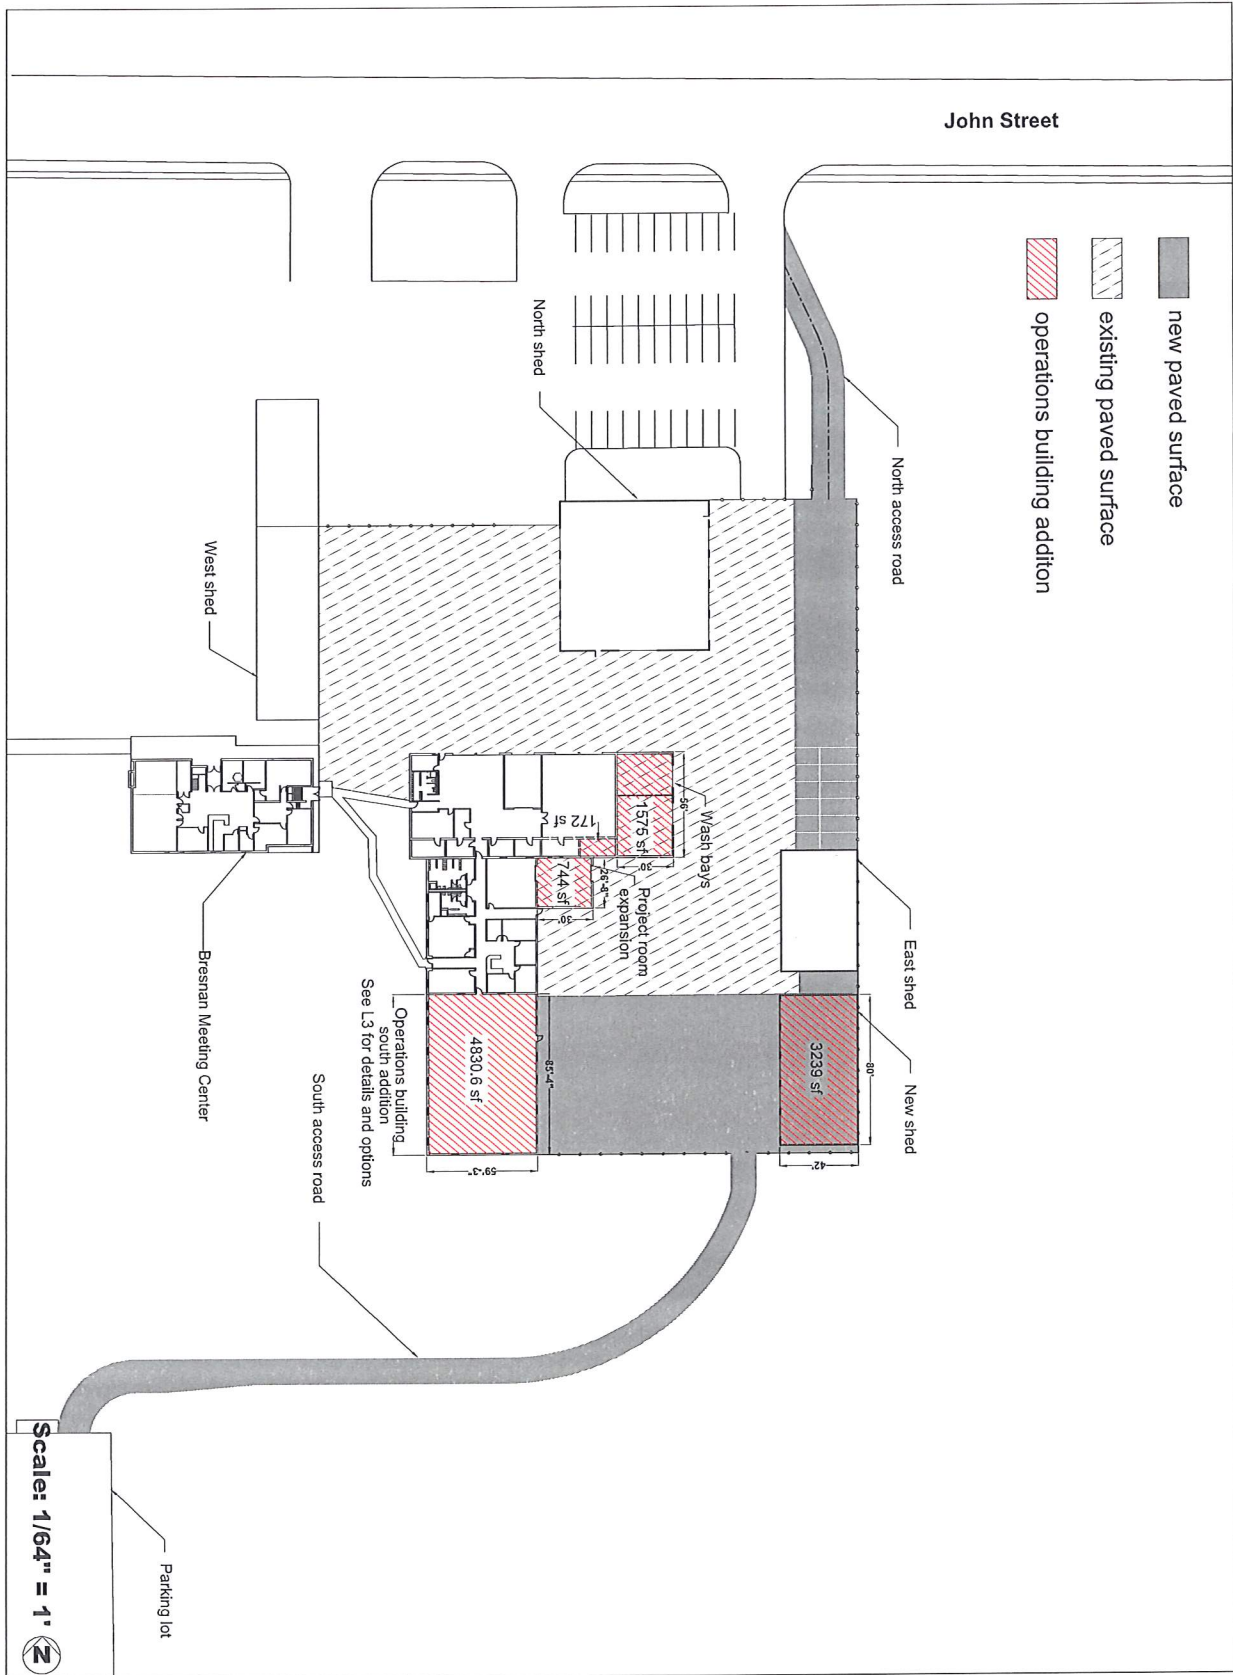 John Street
new paved surface
existing paved surface
operations building additon
North access road
North shed
West shed
Wash bays
56'
1575 sf
30'
172 sf
744 sf
26'-8"
30'
Project room
expansion
East shed
New shed
80'
3239 sf
42'
85'-4"
4830.6 sf
59'-3"
Operations building
south addition
See L3 for details and options
Bresnan Meeting Center
South access road
Parking lot
Scale: 1/64" = 1'
N